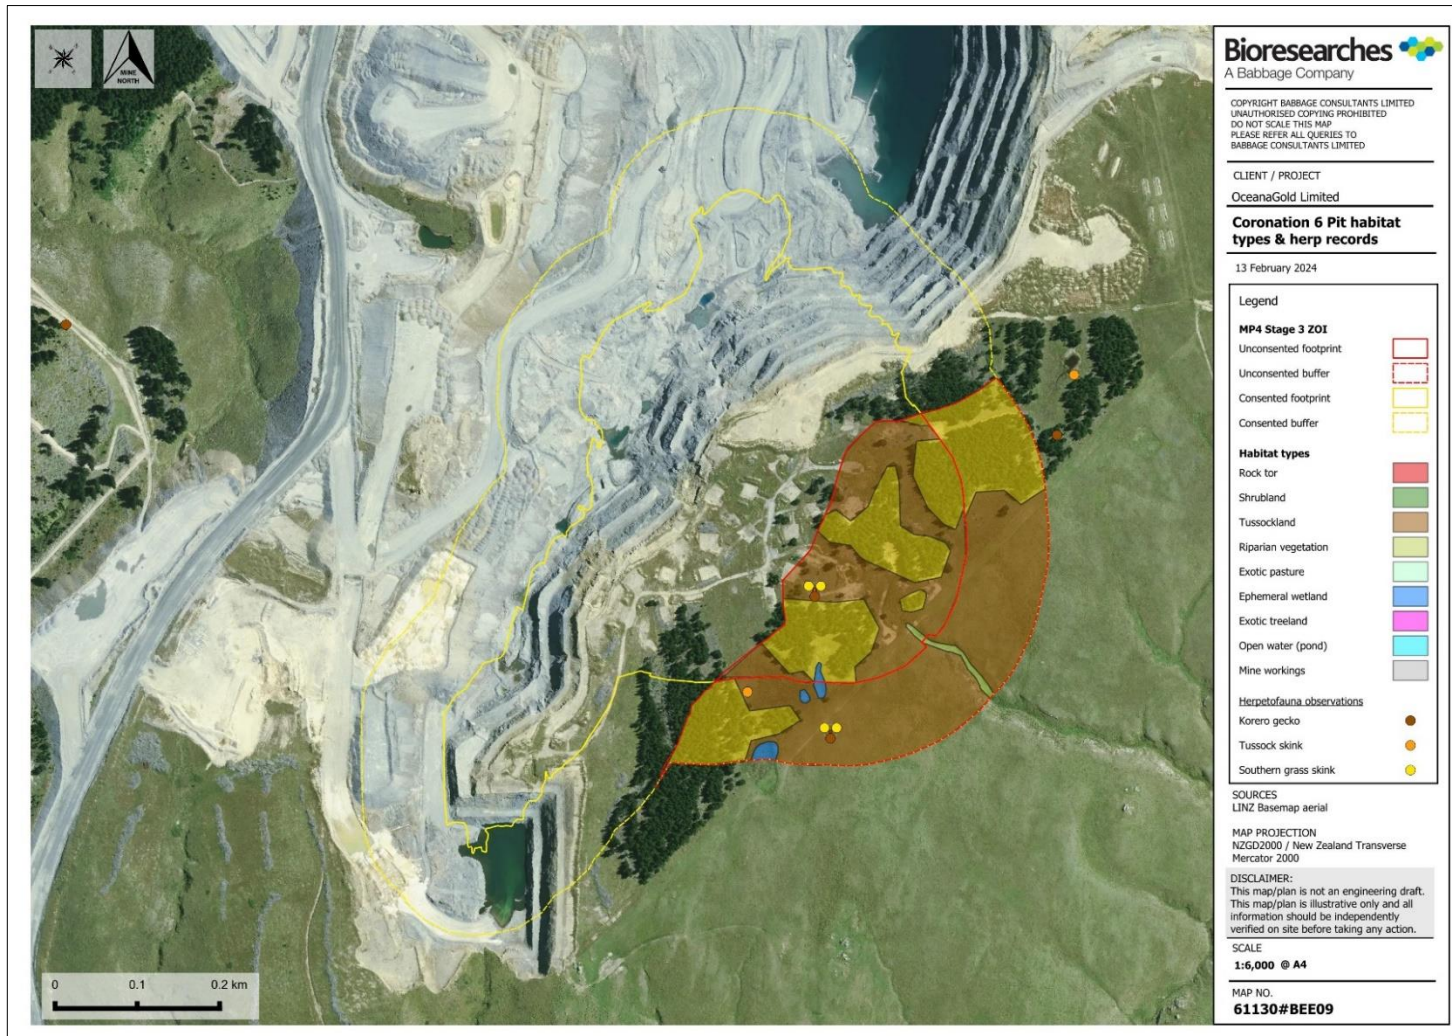 MINE
NORTH
0 0.1 0.2 km
Bioresearches
A Babbage Company
COPYRIGHT BABBAGE CONSULTANTS LIMITED
UNAUTHORISED COPYING PROHIBITED
DO NOT SCALE THIS MAP
PLEASE REFER ALL QUERIES TO
BABBAGE CONSULTANTS LIMITED
CLIENT / PROJECT
OceanaGold Limited
Coronation 6 Pit habitat
types & herp records
13 February 2024
Legend
MP4 Stage 3 ZOI
Unconsented footprint
Unconsented buffer
Consented footprint
Consented buffer
Habitat types
Rock tor
Shrubland
Tussockland
Riparian vegetation
Exotic pasture
Ephemeral wetland
Exotic treeland
Open water (pond)
Mine workings
Herpetofauna observations
Korero gecko
Tussock skink
Southern grass skink
SOURCES
LINZ Basemap aerial
MAP PROJECTION
NZGD2000 / New Zealand Transverse
Mercator 2000
DISCLAIMER:
This map/plan is not an engineering draft.
This map/plan is illustrative only and all
information should be independently
verified on site before taking any action.
SCALE
1:6,000 @ A4
MAP NO.
61130#BEE09